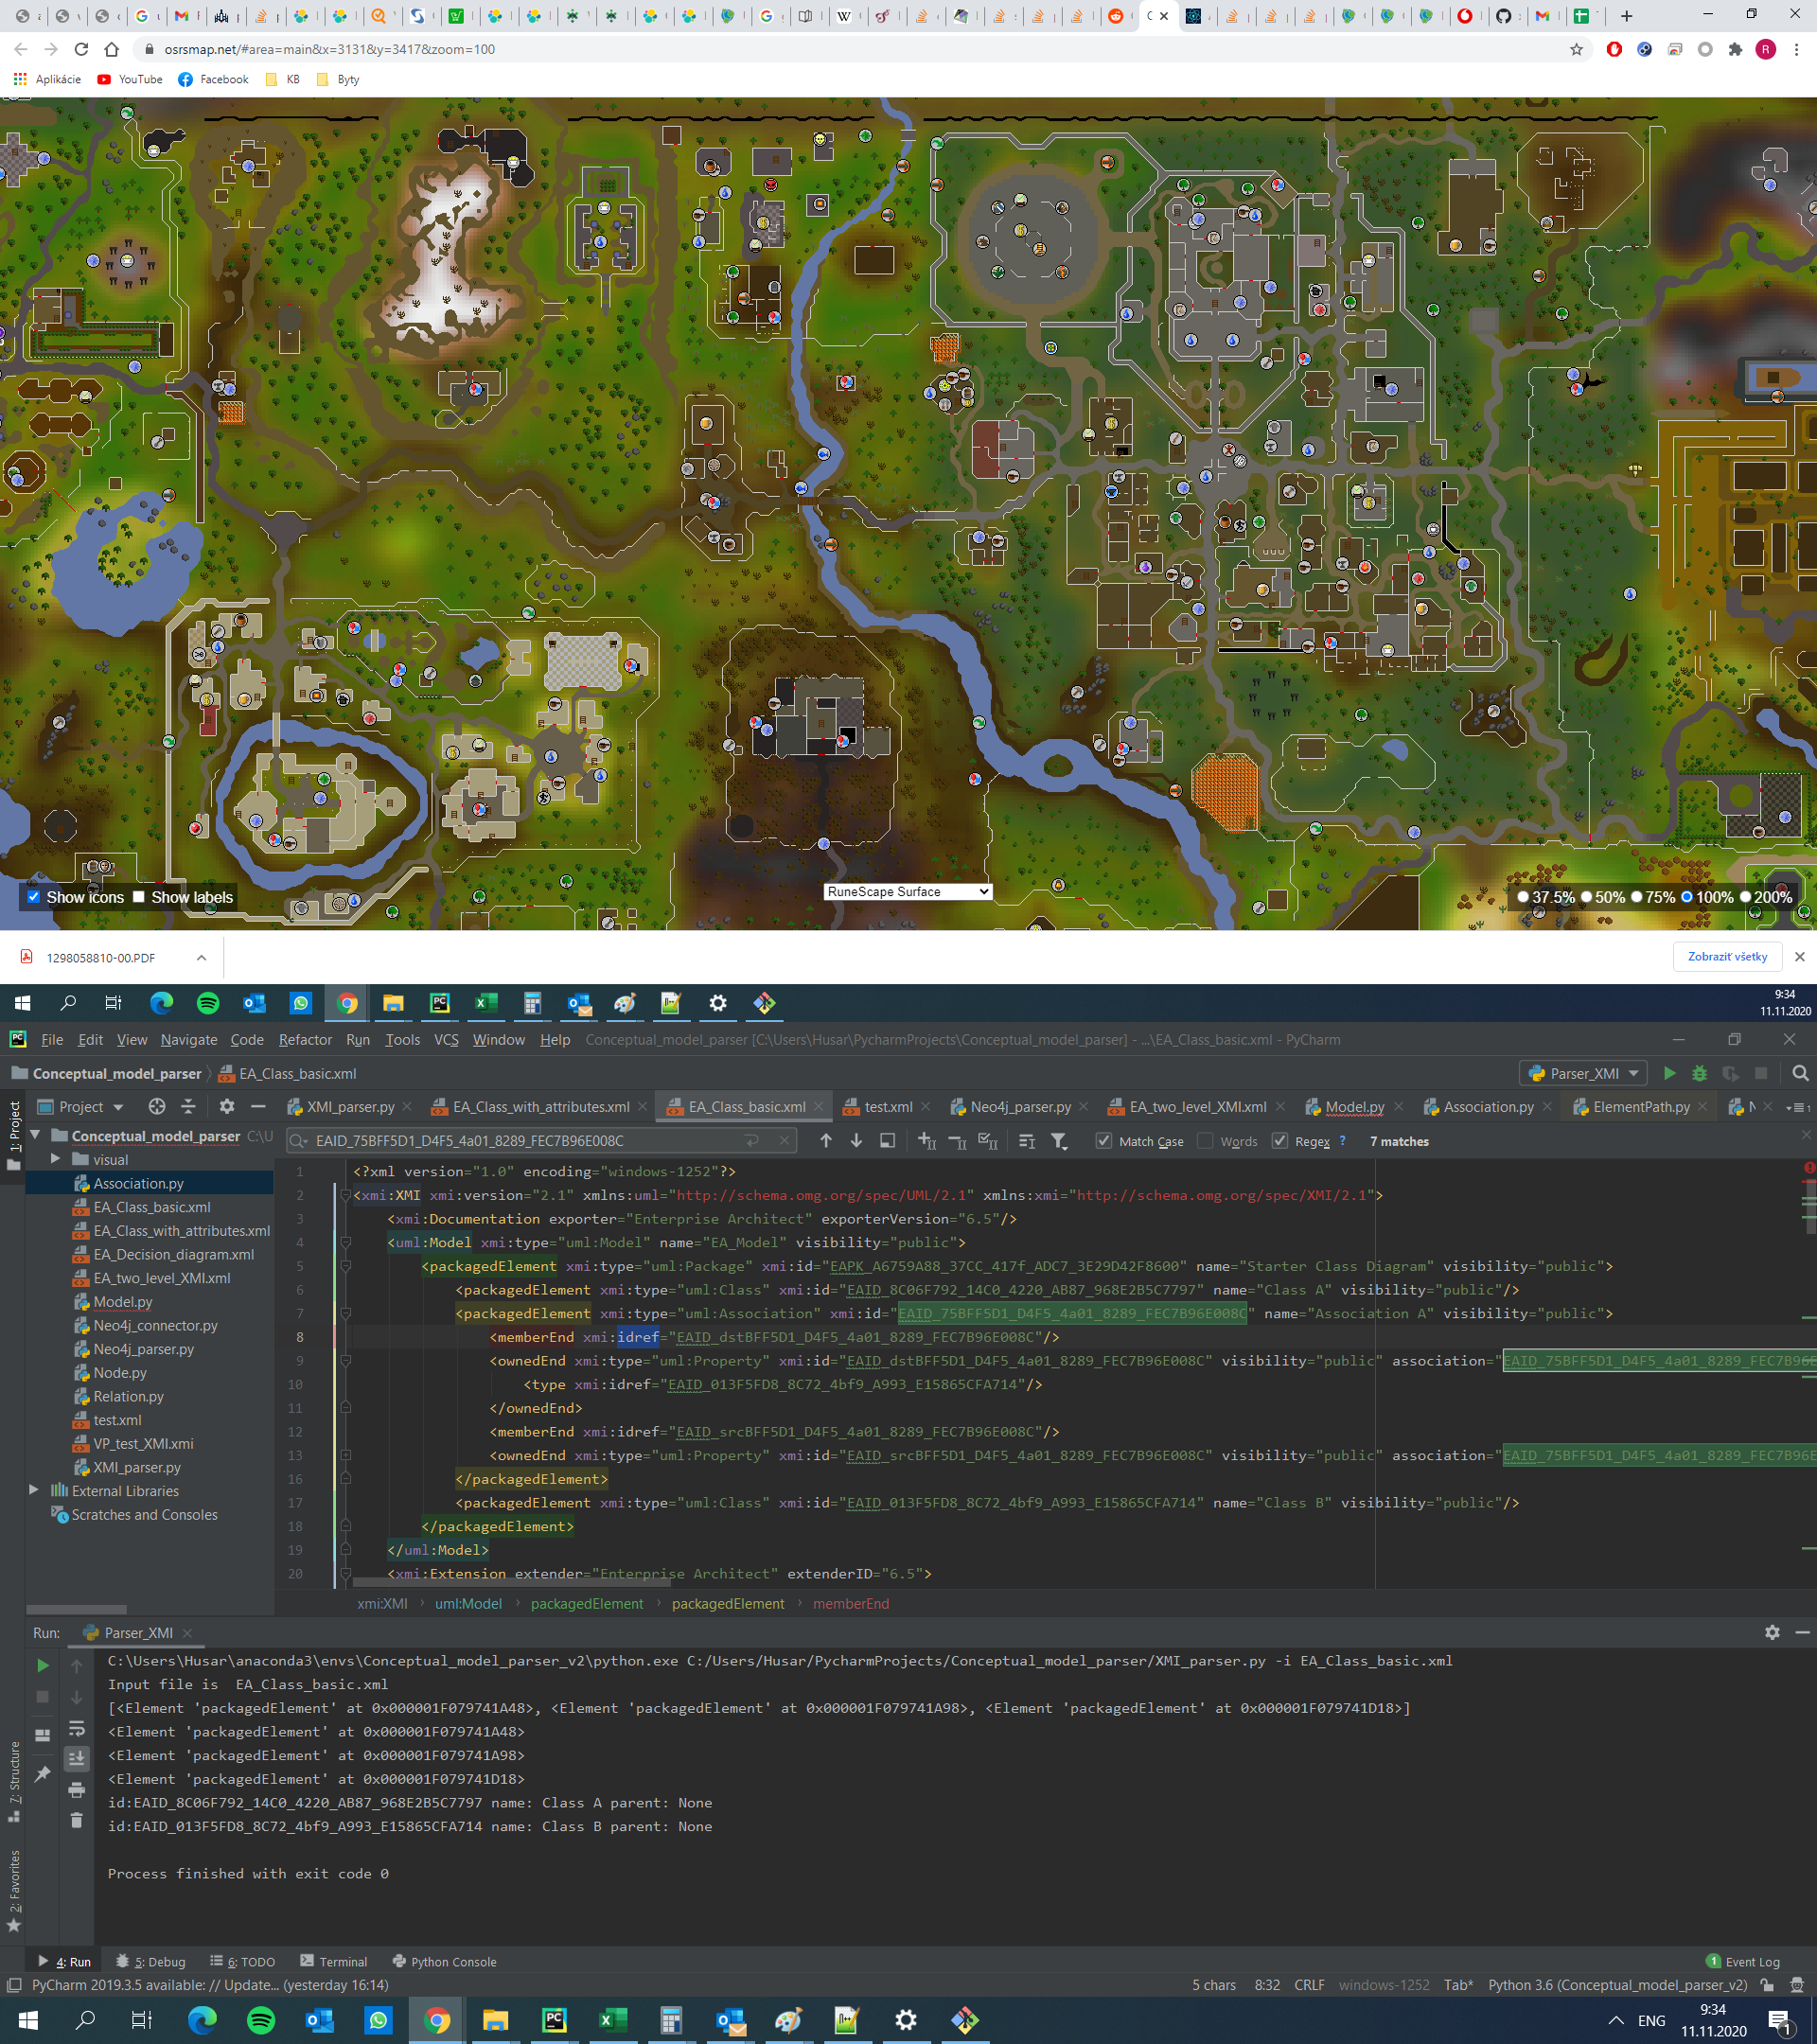 osrsmap.net/#area=main&x=3131&y=3417&zoom=100
R
Aplikácie
YouTube
Facebook
KB
Byty
Show icons
Show labels
RuneScape Surface
37.5% 50% 75% 100% 200%
1298058810-00.PDF
Zobraziť všetky
9:34
11.11.2020
File Edit View Navigate Code Refactor Run Tools VCS Window Help Conceptual_model_parser [C:\Users\Husar\PycharmProjects\Conceptual_model_parser] - ...\EA_Class_basic.xml - PyCharm
Conceptual_model_parser EA_Class_basic.xml
Parser_XMI
1: Project
Project
XMI_parser.py EA_Class_with_attributes.xml EA_Class_basic.xml test.xml Neo4j_parser.py EA_two_level_XMI.xml Model.py Association.py ElementPath.py
Conceptual_model_parser C:\U
visual
Association.py
EA_Class_basic.xml
EA_Class_with_attributes.xml
EA_Decision_diagram.xml
EA_two_level_XMI.xml
Model.py
Neo4j_connector.py
Neo4j_parser.py
Node.py
Relation.py
test.xml
VP_test_XMI.xmi
XMI_parser.py
External Libraries
Scratches and Consoles
EAID_75BFF5D1_D4F5_4a01_8289_FEC7B96E008C
Match Case Words Regex ? 7 matches
1 <?xml version="1.0" encoding="windows-1252"?>
2 <xmi:XMI xmi:version="2.1" xmlns:uml="http://schema.omg.org/spec/UML/2.1" xmlns:xmi="http://schema.omg.org/spec/XMI/2.1">
3 <xmi:Documentation exporter="Enterprise Architect" exporterVersion="6.5"/>
4 <uml:Model xmi:type="uml:Model" name="EA_Model" visibility="public">
5 <packagedElement xmi:type="uml:Package" xmi:id="EAPK_A6759A88_37CC_417f_ADC7_3E29D42F8600" name="Starter Class Diagram" visibility="public">
6 <packagedElement xmi:type="uml:Class" xmi:id="EAID_8C06F792_14C0_4220_AB87_968E2B5C7797" name="Class A" visibility="public"/>
7 <packagedElement xmi:type="uml:Association" xmi:id="EAID_75BFF5D1_D4F5_4a01_8289_FEC7B96E008C" name="Association A" visibility="public">
8 <memberEnd xmi:idref="EAID_dstBFF5D1_D4F5_4a01_8289_FEC7B96E008C"/>
9 <ownedEnd xmi:type="uml:Property" xmi:id="EAID_dstBFF5D1_D4F5_4a01_8289_FEC7B96E008C" visibility="public" association="EAID_75BFF5D1_D4F5_4a01_8289_FEC7B96E
10 <type xmi:idref="EAID_013F5FD8_8C72_4bf9_A993_E15865CFA714"/>
11 </ownedEnd>
12 <memberEnd xmi:idref="EAID_srcBFF5D1_D4F5_4a01_8289_FEC7B96E008C"/>
13 <ownedEnd xmi:type="uml:Property" xmi:id="EAID_srcBFF5D1_D4F5_4a01_8289_FEC7B96E008C" visibility="public" association="EAID_75BFF5D1_D4F5_4a01_8289_FEC7B96E
16 </packagedElement>
17 <packagedElement xmi:type="uml:Class" xmi:id="EAID_013F5FD8_8C72_4bf9_A993_E15865CFA714" name="Class B" visibility="public"/>
18 </packagedElement>
19 </uml:Model>
20 <xmi:Extension extender="Enterprise Architect" extenderID="6.5">
xmi:XMI uml:Model packagedElement packagedElement memberEnd
Run: Parser_XMI
C:\Users\Husar\anaconda3\envs\Conceptual_model_parser_v2\python.exe C:/Users/Husar/PycharmProjects/Conceptual_model_parser/XMI_parser.py -i EA_Class_basic.xml
Input file is  EA_Class_basic.xml
[<Element 'packagedElement' at 0x000001F079741A48>, <Element 'packagedElement' at 0x000001F079741A98>, <Element 'packagedElement' at 0x000001F079741D18>]
<Element 'packagedElement' at 0x000001F079741A48>
<Element 'packagedElement' at 0x000001F079741A98>
<Element 'packagedElement' at 0x000001F079741D18>
id:EAID_8C06F792_14C0_4220_AB87_968E2B5C7797 name: Class A parent: None
id:EAID_013F5FD8_8C72_4bf9_A993_E15865CFA714 name: Class B parent: None
Process finished with exit code 0
7: Structure
2: Favorites
4: Run 5: Debug 6: TODO Terminal Python Console 1 Event Log
PyCharm 2019.3.5 available: // Update... (yesterday 16:14) 5 chars 8:32 CRLF windows-1252 Tab* Python 3.6 (Conceptual_model_parser_v2)
ENG
9:34
11.11.2020
1